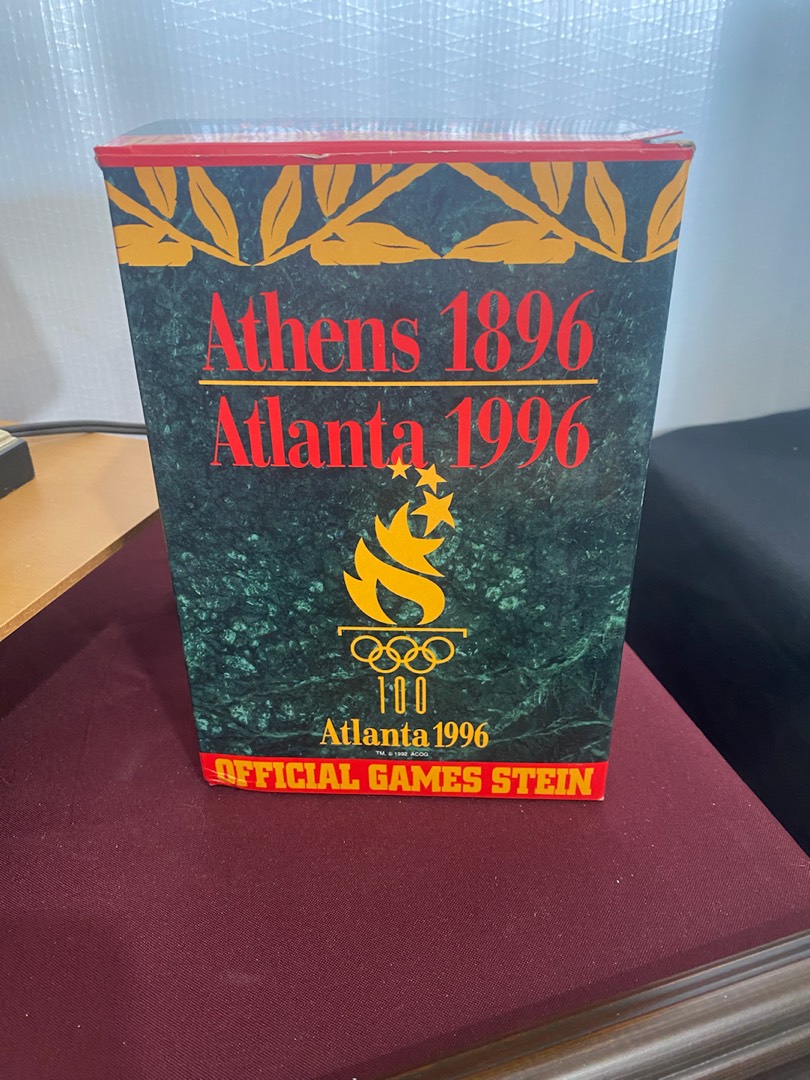 Athens 1896
Atlanta 1996
100
Atlanta 1996
TM, © 1992 ACOG
OFFICIAL GAMES STEIN